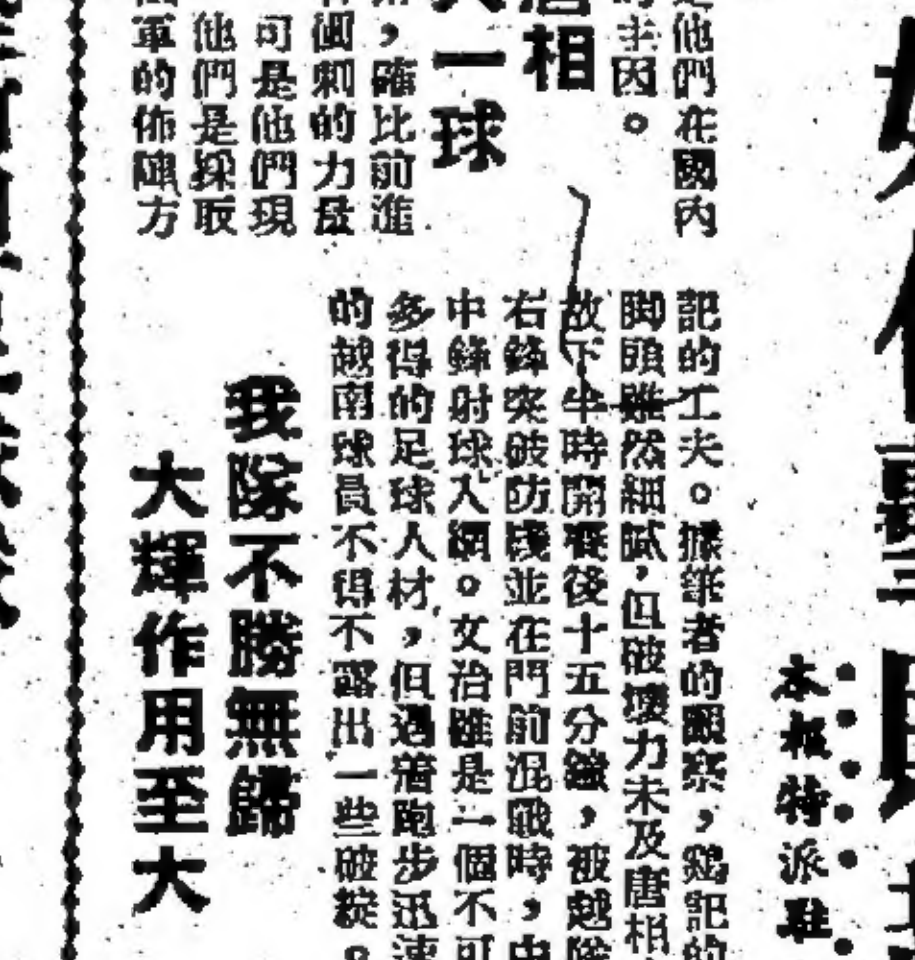 本報特派駐
是他們在國內
的主因。
唐相
一球
,確比前進
個刺的力量
可是他們現
他們是採取
軍的佈陣方
記的工夫。據筆者的觀察,鷄記的
脚頭雖然細膩,但破壞力未及唐相
故下半時開賽後十五分鐘,被越隊
右鋒突破防綫並在門前混戰時,中
中鋒射球入網。文治雖是一個不可
多得的足球人材,但遇着跑步迅速
的越南球員不得不露出一些破綻。
我隊不勝無歸
大輝作用至大